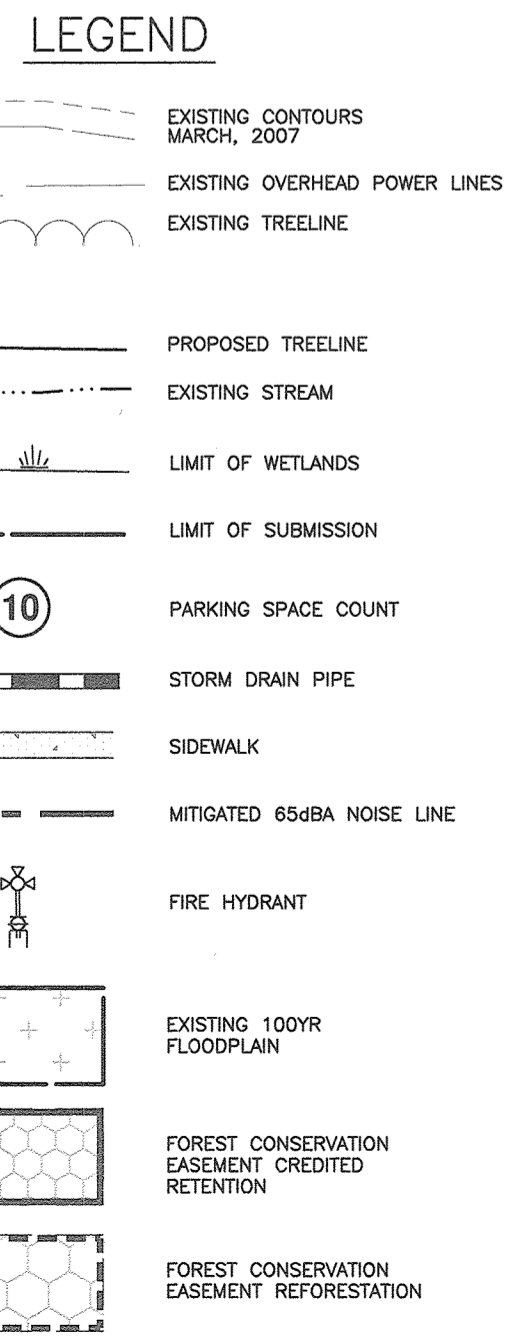 LEGEND
EXISTING CONTOURS
MARCH, 2007
EXISTING OVERHEAD POWER LINES
EXISTING TREELINE
PROPOSED TREELINE
EXISTING STREAM
LIMIT OF WETLANDS
LIMIT OF SUBMISSION
10
PARKING SPACE COUNT
STORM DRAIN PIPE
SIDEWALK
MITIGATED 65dBA NOISE LINE
FIRE HYDRANT
EXISTING 100YR
FLOODPLAIN
FOREST CONSERVATION
EASEMENT CREDITED
RETENTION
FOREST CONSERVATION
EASEMENT REFORESTATION